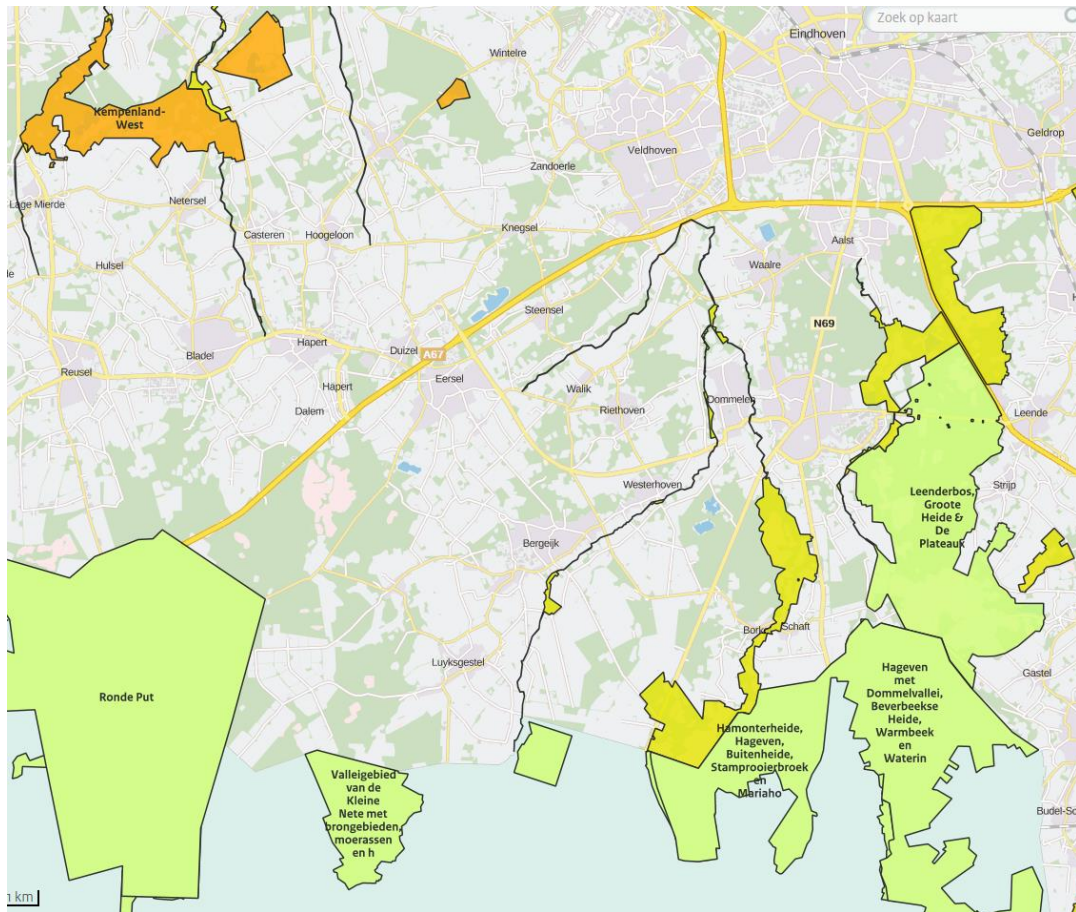 Zoek op kaart
Eindhoven
Wintelre
Kempenland-
West
Geldrop
Veldhoven
Zandoerle
Lage Mierde
Netersel
Casteren
Hoogeloon
Knegsel
Aalst
Hulsel
Waalre
Steensel
N69
Hapert
Duizel
A67
Bladel
Reusel
Eersel
Hapert
Walik
Dommelen
Riethoven
Dalem
Leende
Westerhoven
Strijp
Leenderbos,
Groote
Heide &
De
Plateaux
Bergeijk
Schaft
Luyksgestel
Gastel
Hageven
met
Dommelvallei,
Beverbeekse
Heide,
Warmbeek
en
Waterin
Ronde Put
Hamonterheide,
Hageven,
Buitenheide,
Stamprooierbroek
en
Mariaho
Valleigebied
van de
Kleine
Nete met
brongebieden,
moerassen
en h
Budel-Sc
km